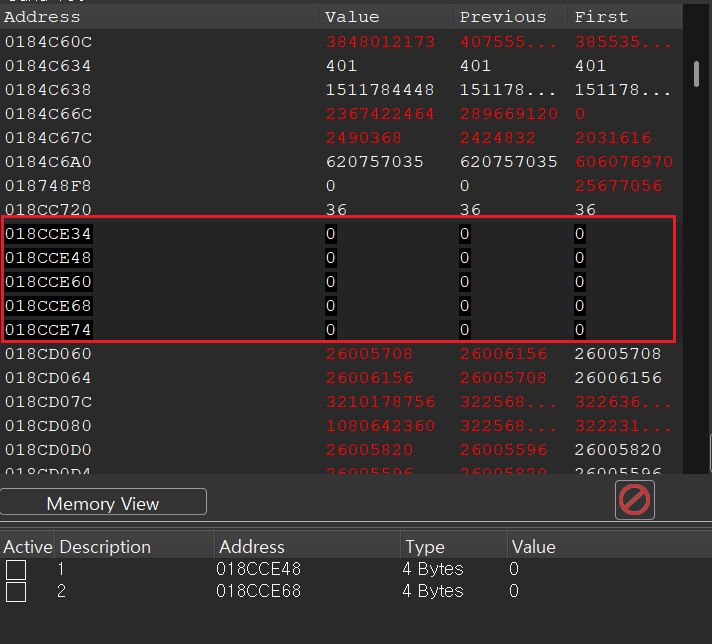 Address Value Previous First
0184C60C 3848012173 407555... 385535...
0184C634 401 401 401
0184C638 1511784448 151178... 151178...
0184C66C 2367422464 289669120 0
0184C67C 2490368 2424832 2031616
0184C6A0 620757035 620757035 606076970
018748F8 0 0 25677056
018CC720 36 36 36
018CCE34 0 0 0
018CCE48 0 0 0
018CCE60 0 0 0
018CCE68 0 0 0
018CCE74 0 0 0
018CD060 26005708 26006156 26005708
018CD064 26006156 26005708 26006156
018CD07C 3210178756 322568... 322636...
018CD080 1080642360 322568... 322231...
018CD0D0 26005820 26005596 26005820
018CD0D4 26005596 26005820 26005596
Memory View
Active Description Address Type Value
1 018CCE48 4 Bytes 0
2 018CCE68 4 Bytes 0